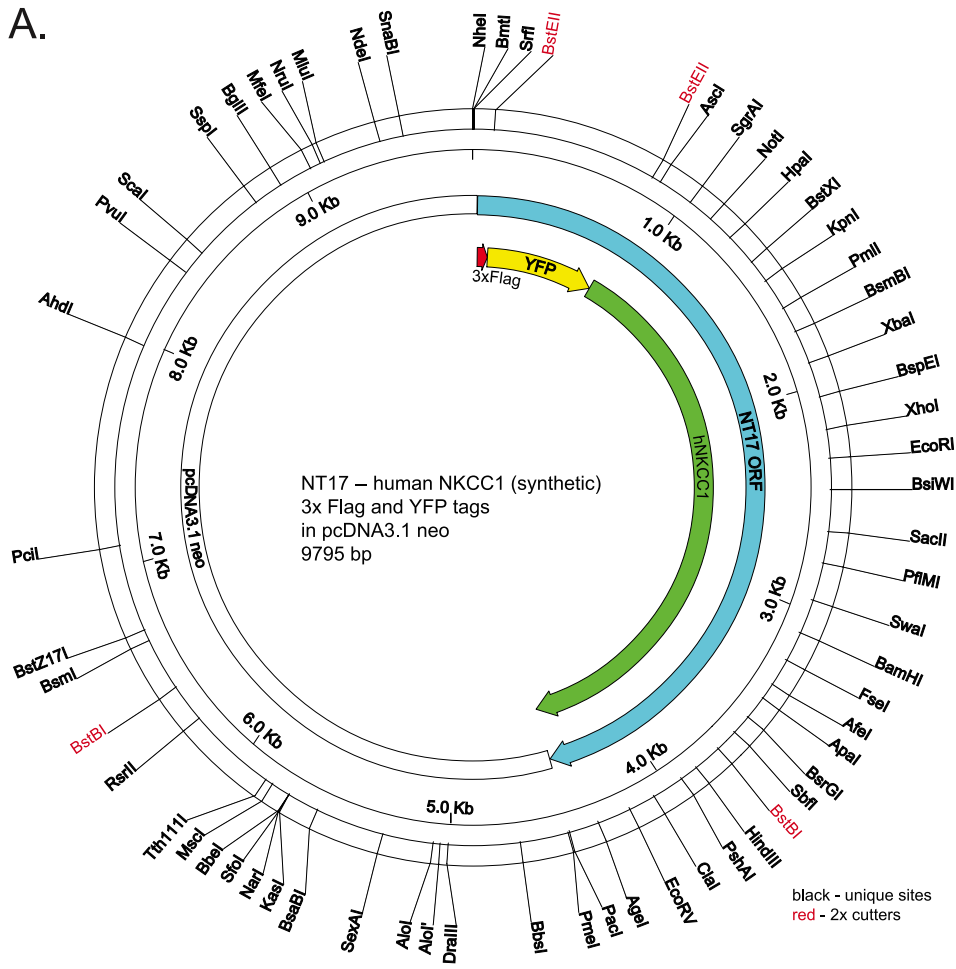 A.
NheI
BmtI
SrfI
BstEII
BstEII
AscI
SgrAI
NotI
HpaI
BstXI
KpnI
PmlI
BsmBI
XbaI
BspEI
XhoI
EcoRI
BsiWI
SacII
PflMI
SwaI
BamHI
FseI
AfeI
ApaI
BsrGI
SbfI
BstBI
HindIII
PshAI
ClaI
EcoRV
AgeI
PacI
PmeI
BbsI
DraIII
AloI'
AloI
SexAI
BsaBI
KasI
NarI
SfoI
BbeI
MscI
Tth111I
RsrII
BstBI
BsmI
BstZ17I
PciI
AhdI
PvuI
ScaI
SspI
BglII
MfeI
NruI
MluI
NdeI
SnaBI
1.0 Kb
2.0 Kb
3.0 Kb
4.0 Kb
5.0 Kb
6.0 Kb
7.0 Kb
8.0 Kb
9.0 Kb
3xFlag
YFP
hNKCC1
NT17 ORF
pcDNA3.1 neo
NT17 – human NKCC1 (synthetic)
3x Flag and YFP tags
in pcDNA3.1 neo
9795 bp
black - unique sites
red - 2x cutters